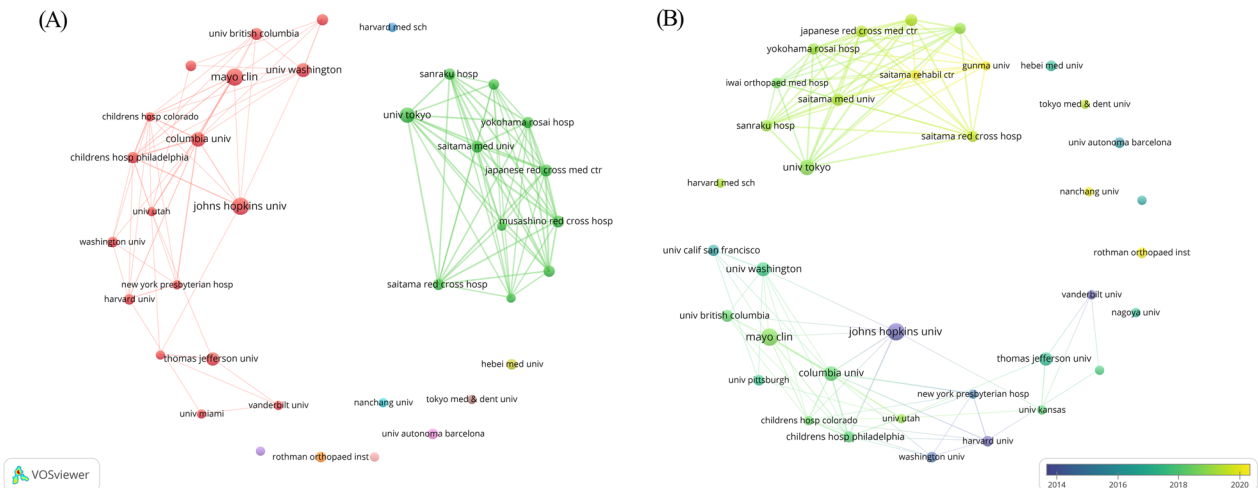 (A)
harvard med sch
univ british columbia
univ washington
mayo clin
childrens hosp colorado
columbia univ
childrens hosp philadelphia
johns hopkins univ
univ utah
washington univ
new york presbyterian hosp
harvard univ
thomas jefferson univ
vanderbilt univ
univ miami
sanraku hosp
univ tokyo
yokohama rosai hosp
saitama med univ
japanese red cross med ctr
musashino red cross hosp
saitama red cross hosp
hebei med univ
nanchang univ
tokyo med & dent univ
univ autonoma barcelona
rothman orthopaed inst
VOSviewer
(B)
japanese red cross med ctr
yokohama rosai hosp
gunma univ
saitama rehabil ctr
iwai orthopaed med hosp
saitama med univ
sanraku hosp
saitama red cross hosp
univ tokyo
harvard med sch
hebei med univ
tokyo med & dent univ
univ autonoma barcelona
nanchang univ
rothman orthopaed inst
univ calif san francisco
univ washington
vanderbilt univ
nagoya univ
univ british columbia
johns hopkins univ
mayo clin
thomas jefferson univ
columbia univ
univ pittsburgh
new york presbyterian hosp
univ kansas
childrens hosp colorado
univ utah
childrens hosp philadelphia
harvard univ
washington univ
2014 2016 2018 2020